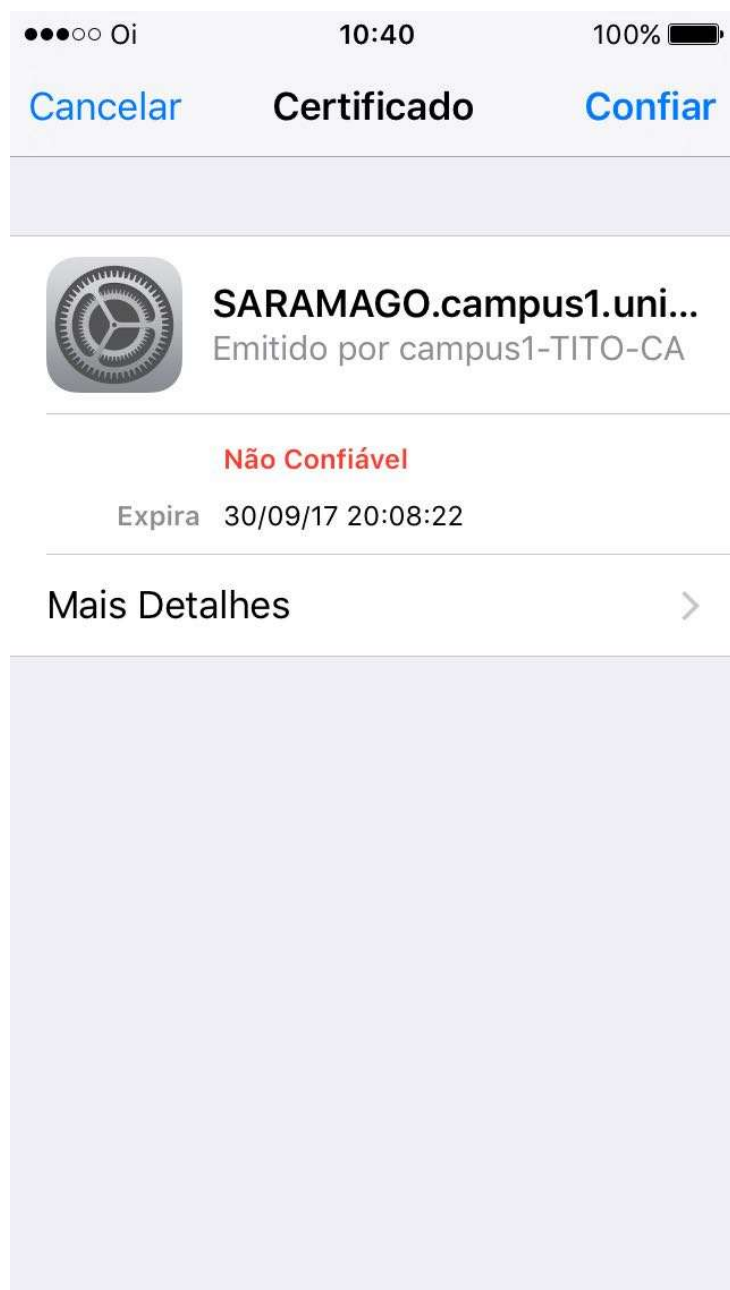 Oi 10:40 100%
Cancelar Certificado Confiar
SARAMAGO.campus1.uni...
Emitido por campus1-TITO-CA
Não Confiável
Expira 30/09/17 20:08:22
Mais Detalhes